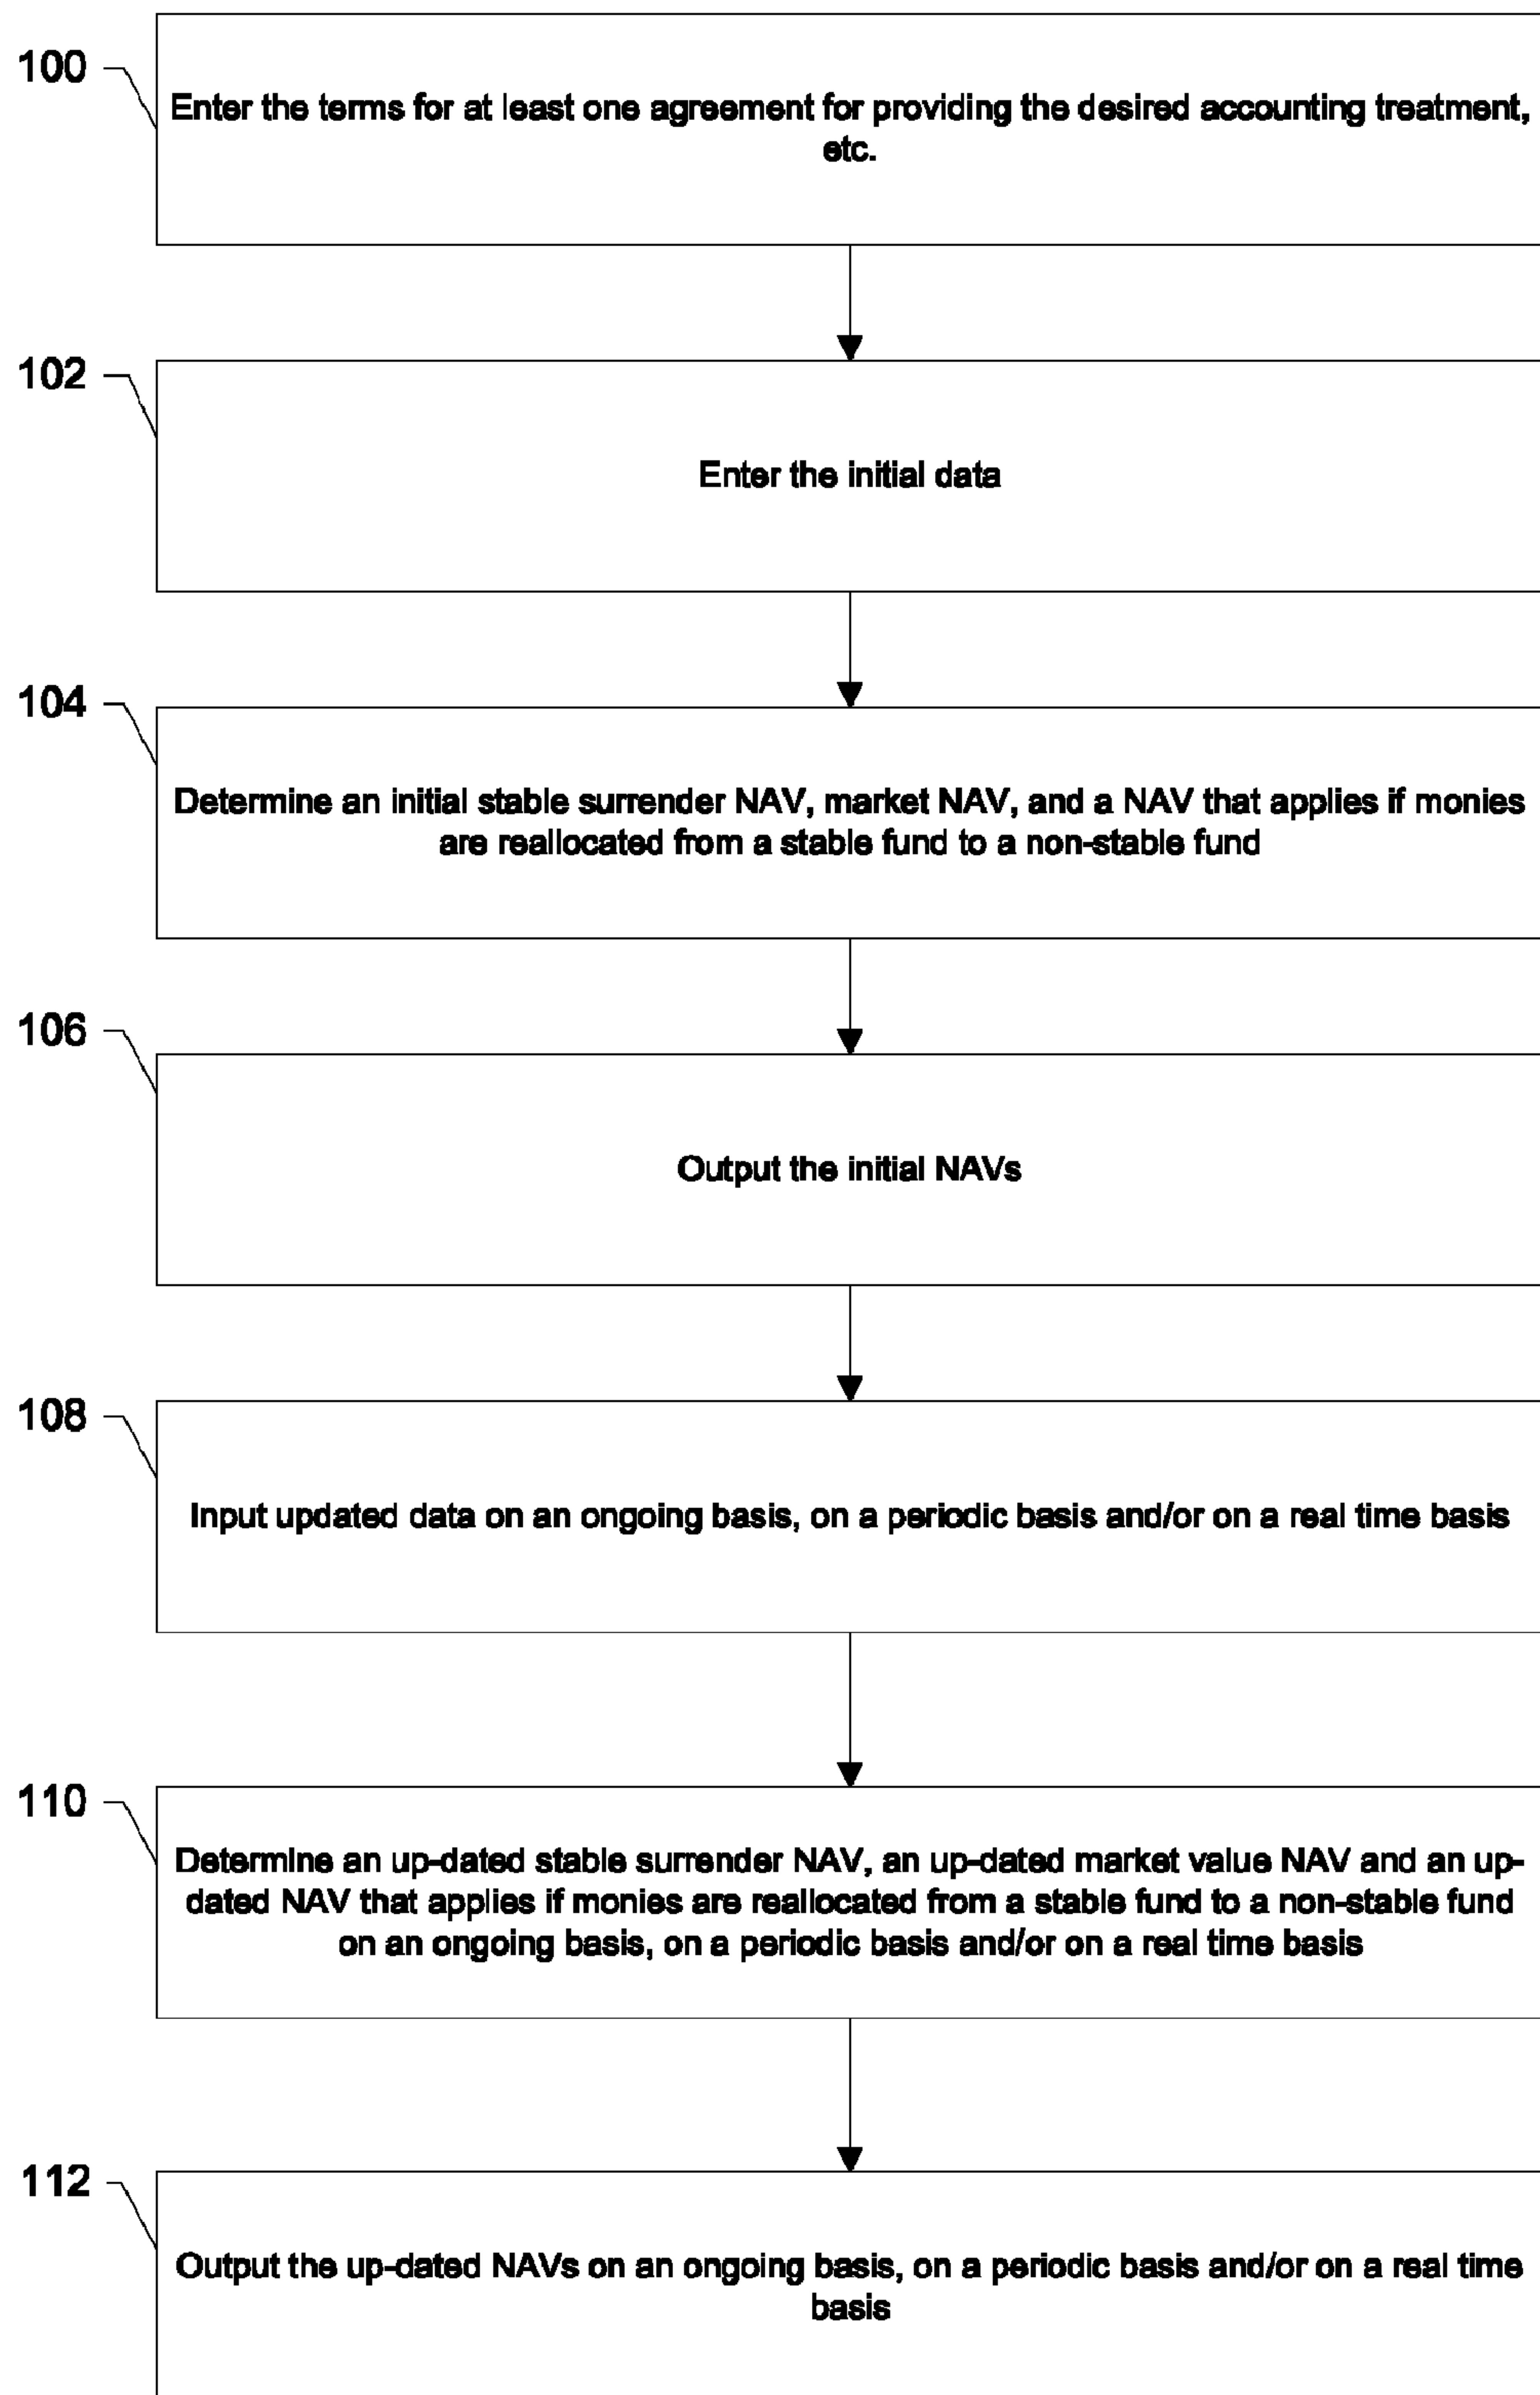 100
Enter the terms for at least one agreement for providing the desired accounting treatment,
etc.
102
Enter the initial data
104
Determine an initial stable surrender NAV, market NAV, and a NAV that applies if monies
are reallocated from a stable fund to a non-stable fund
106
Output the initial NAVs
108
Input updated data on an ongoing basis, on a periodic basis and/or on a real time basis
110
Determine an up-dated stable surrender NAV, an up-dated market value NAV and an up-
dated NAV that applies if monies are reallocated from a stable fund to a non-stable fund
on an ongoing basis, on a periodic basis and/or on a real time basis
112
Output the up-dated NAVs on an ongoing basis, on a periodic basis and/or on a real time
basis